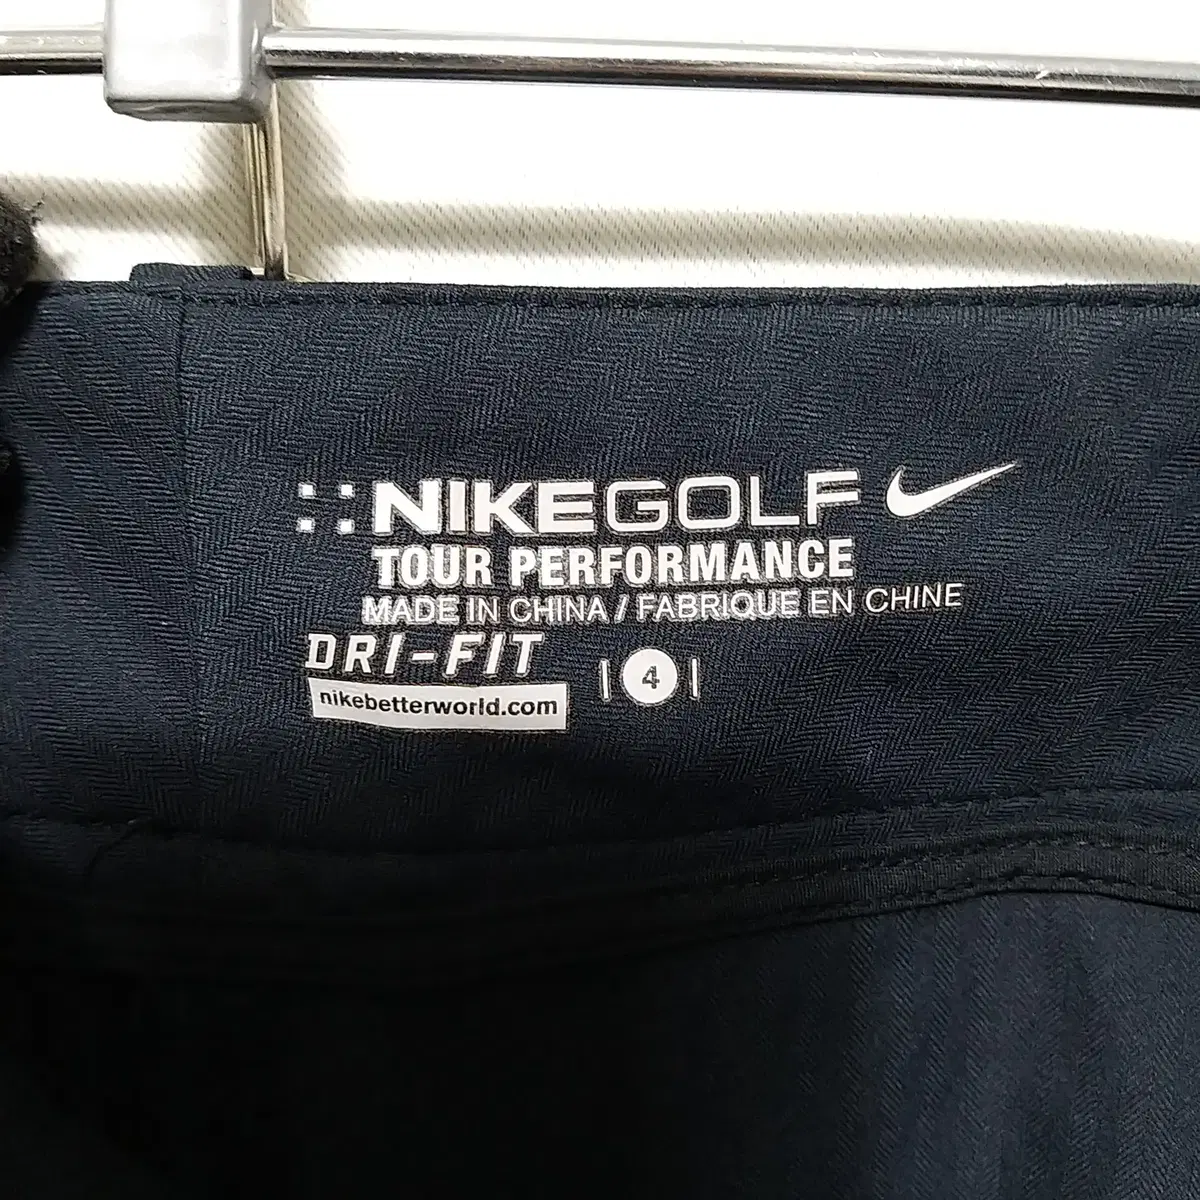 NIKEGOLF
TOUR PERFORMANCE
MADE IN CHINA / FABRIQUE EN CHINE
DRI-FIT
nikebetterworld.com
4